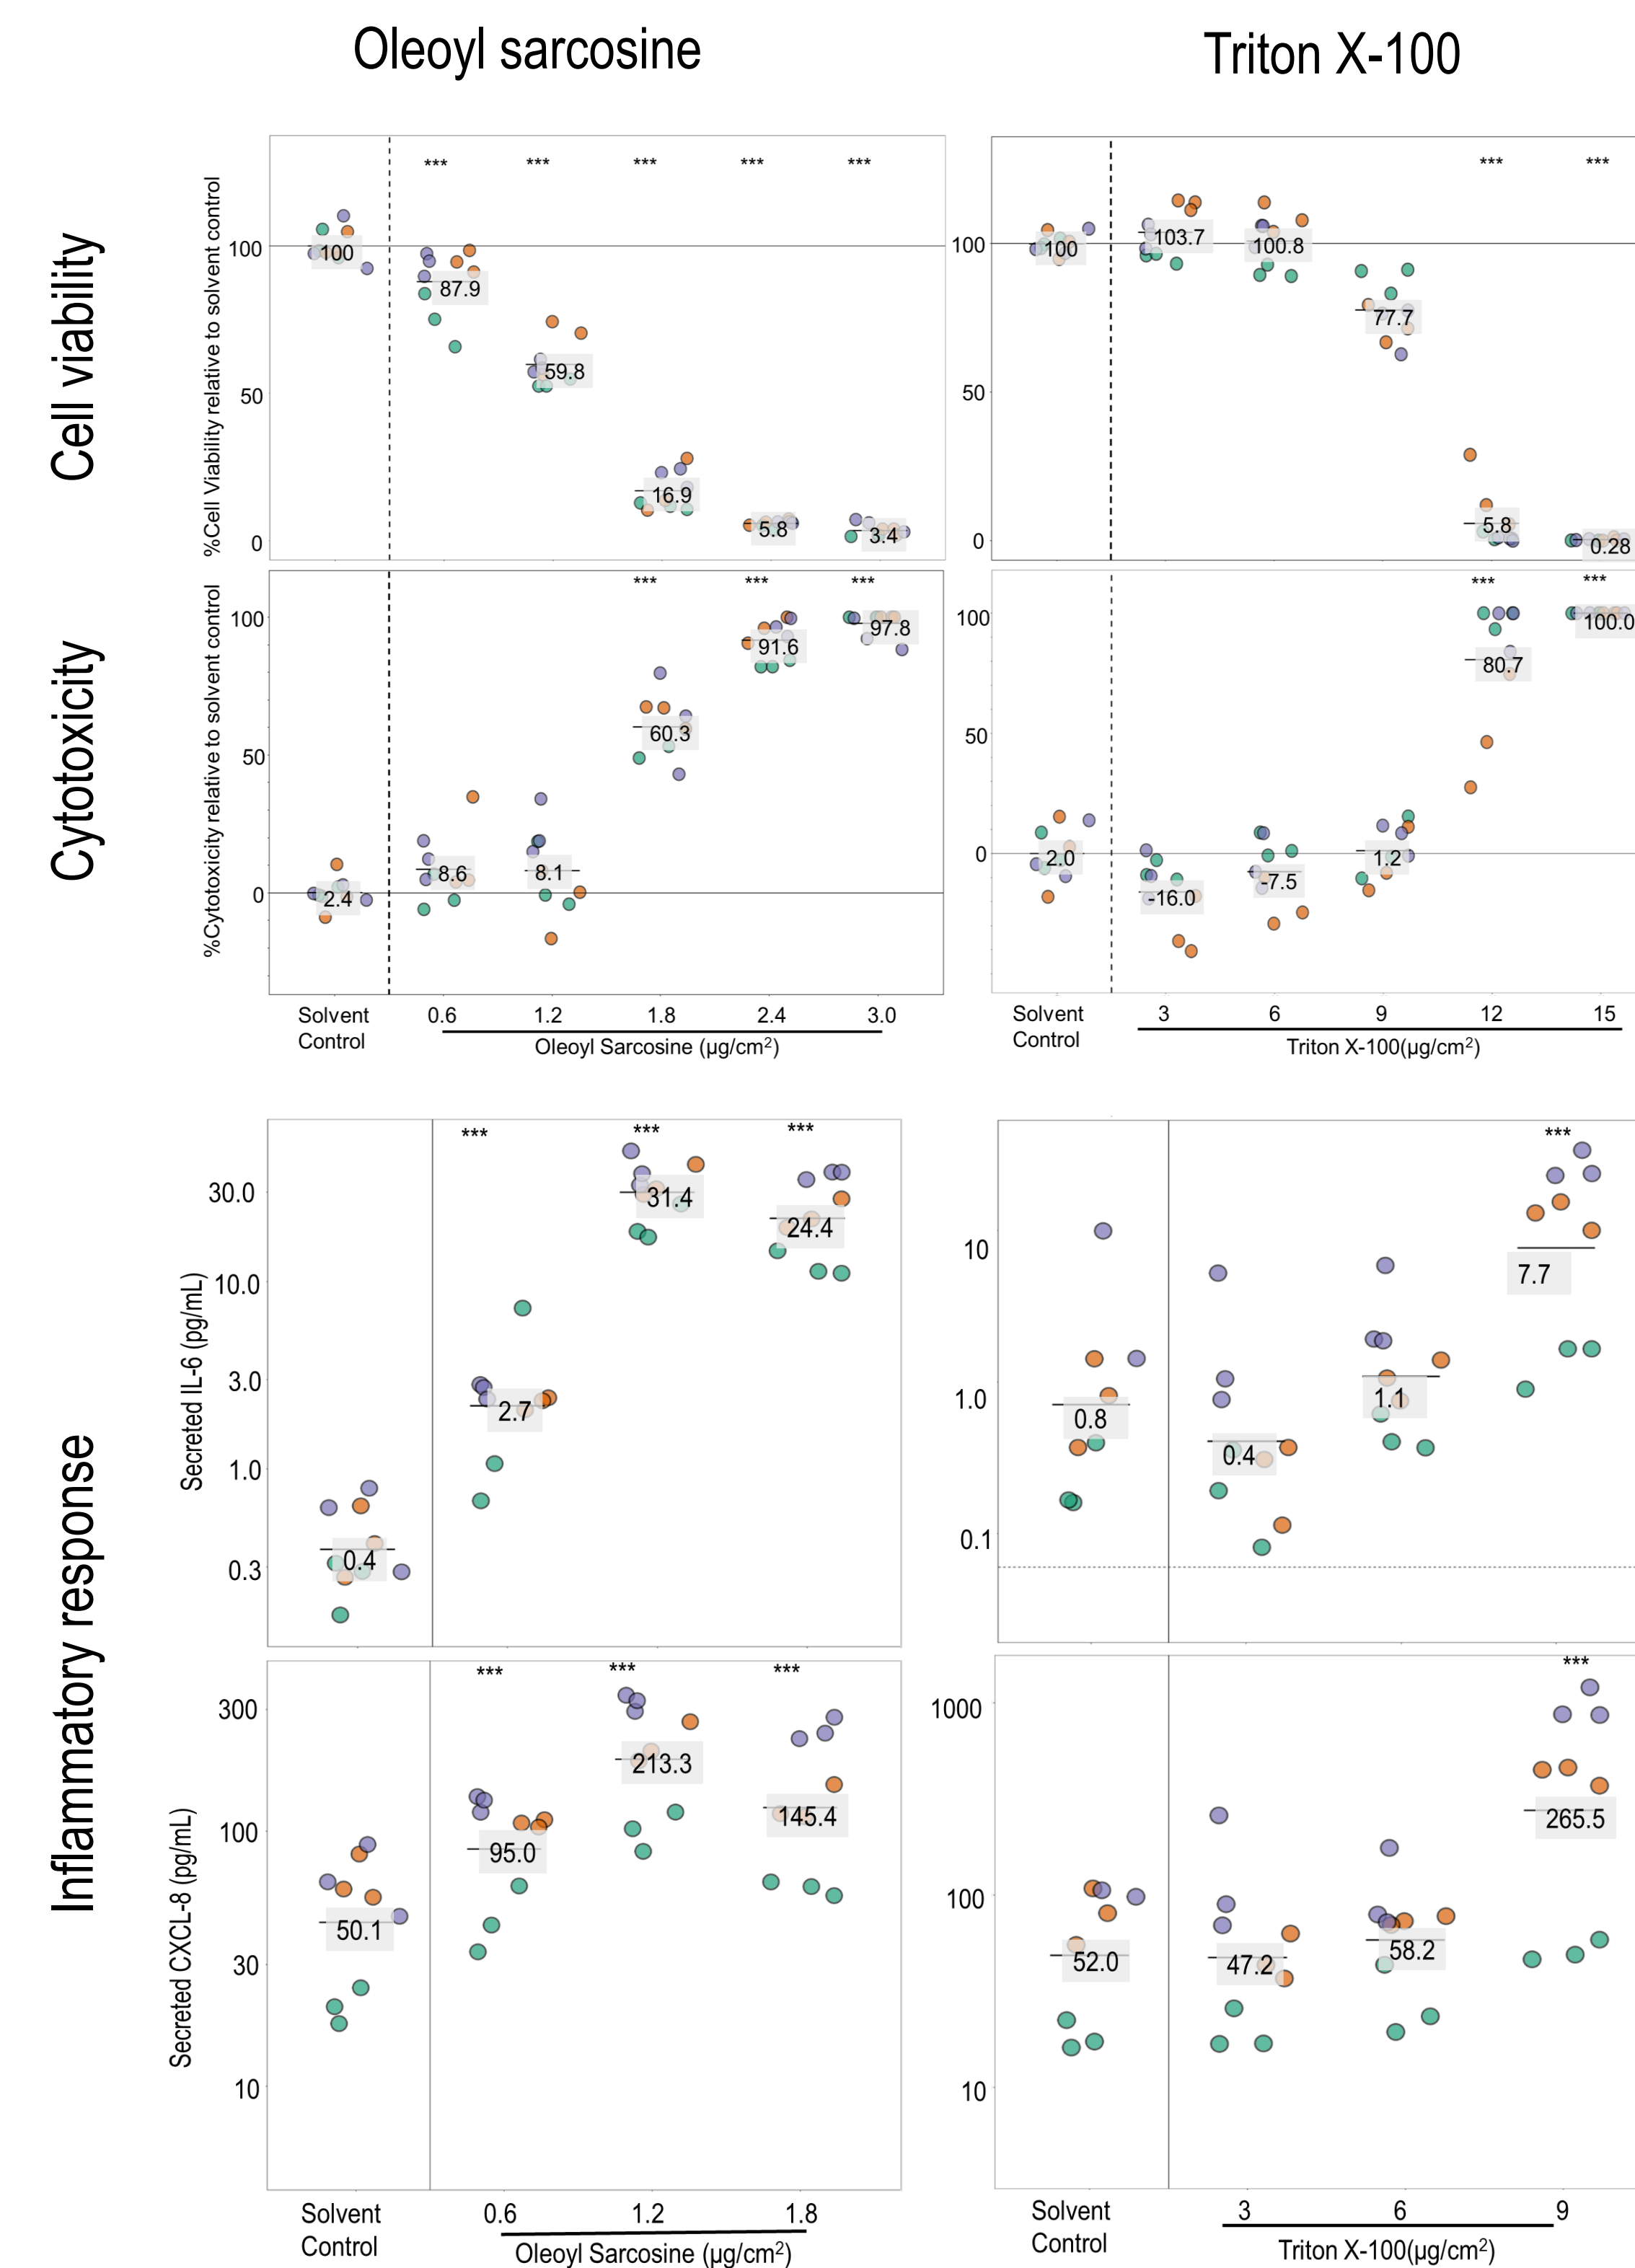 Oleoyl sarcosine
Triton X-100
Cell viability
%Cell Viability relative to solvent control
100
50
0
*** *** *** *** ***
100
87.9
59.8
16.9
5.8
3.4
100
50
0
*** ***
100
103.7
100.8
77.7
5.8
0.28
Cytotoxicity
%Cytotoxicity relative to solvent control
100
50
0
*** *** ***
2.4
8.6
8.1
60.3
91.6
97.8
Solvent
Control
0.6 1.2 1.8 2.4 3.0
Oleoyl Sarcosine (µg/cm²)
100
50
0
*** ***
2.0
-16.0
-7.5
1.2
80.7
100.0
Solvent
Control
3 6 9 12 15
Triton X-100(µg/cm²)
Inflammatory response
Secreted IL-6 (pg/mL)
30.0
10.0
3.0
1.0
0.3
*** *** ***
0.4
2.7
31.4
24.4
10
1.0
0.1
***
0.8
0.4
1.1
7.7
Secreted CXCL-8 (pg/mL)
300
100
30
10
*** *** ***
50.1
95.0
213.3
145.4
Solvent
Control
0.6 1.2 1.8
Oleoyl Sarcosine (µg/cm²)
1000
100
10
***
52.0
47.2
58.2
265.5
Solvent
Control
3 6 9
Triton X-100(µg/cm²)